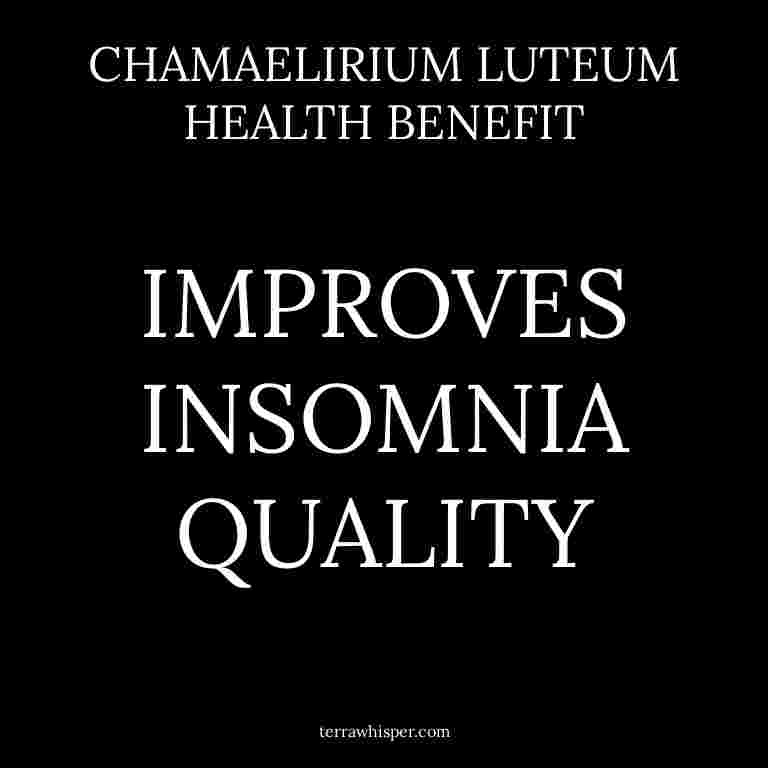 CHAMAELIRIUM LUTEUM
HEALTH BENEFIT
IMPROVES
INSOMNIA
QUALITY
terrawhisper.com